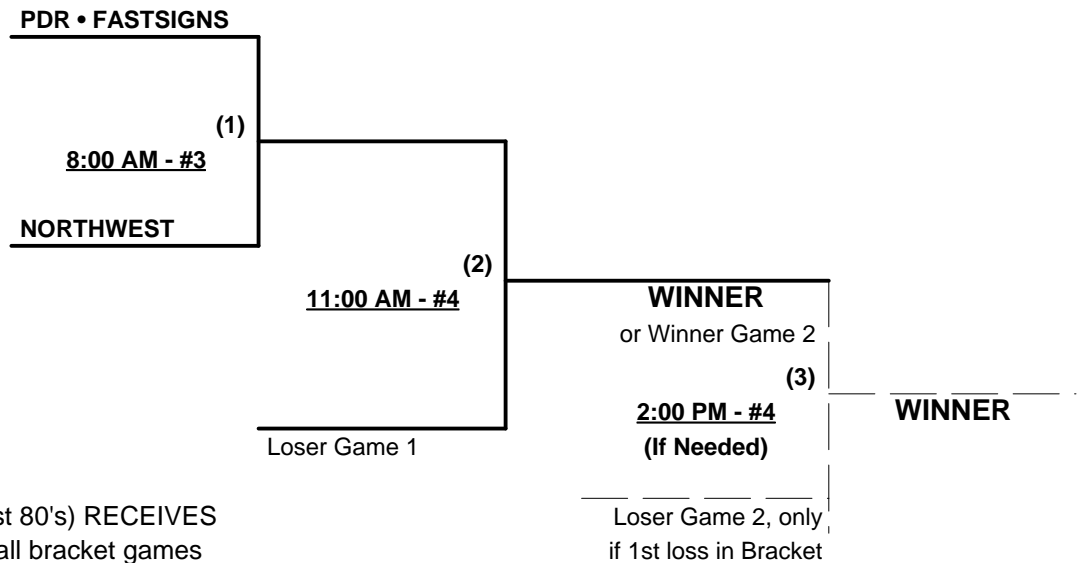 PDR • FASTSIGNS
(1)
8:00 AM - #3
NORTHWEST
(2)
11:00 AM - #4
WINNER
or Winner Game 2
(3)
2:00 PM - #4
WINNER
(If Needed)
Loser Game 1
st 80's) RECEIVES
all bracket games
Loser Game 2, only
if 1st loss in Bracket